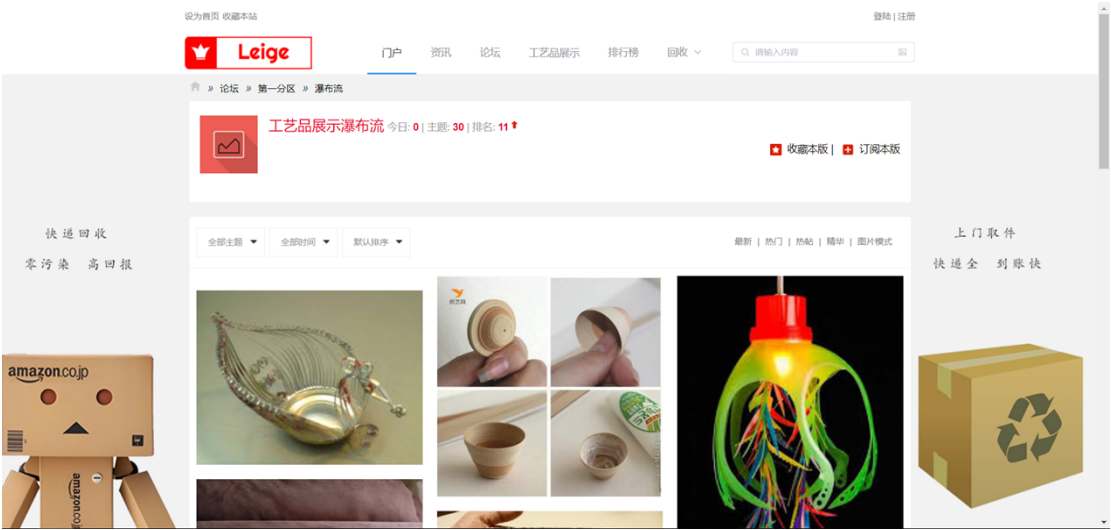 设为首页 收藏本站
登陆 | 注册
Leige
门户 资讯 论坛 工艺品展示 排行榜 回收
请输入内容
» 论坛 » 第一分区 » 瀑布流
工艺品展示瀑布流 今日: 0 | 主题: 30 | 排名: 11
收藏本版 | 订阅本版
全部主题 全部时间 默认排序
最新 | 热门 | 热帖 | 精华 | 图片模式
快递回收
零污染 高回报
上门取件
快递全 到账快
amazon.co.jp
amazon.co.jp